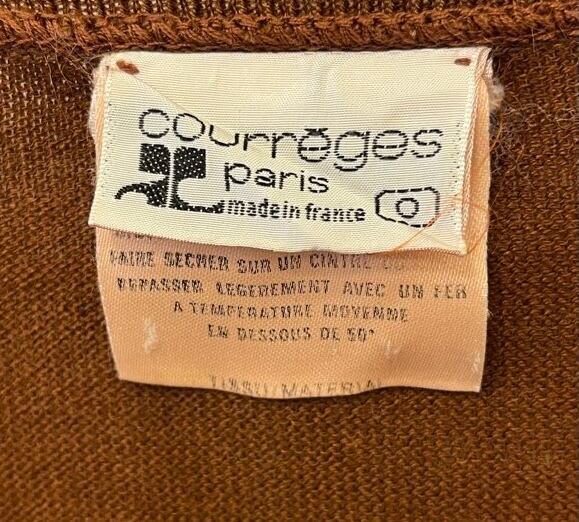 courrèges
paris
made in france
0
FAIRE SECHER SUR UN CINTRE
REPASSER LEGEREMENT AVEC UN FER
A TEMPERATURE MOYENNE
EN DESSOUS DE 50°
TISSU/MATERIAL